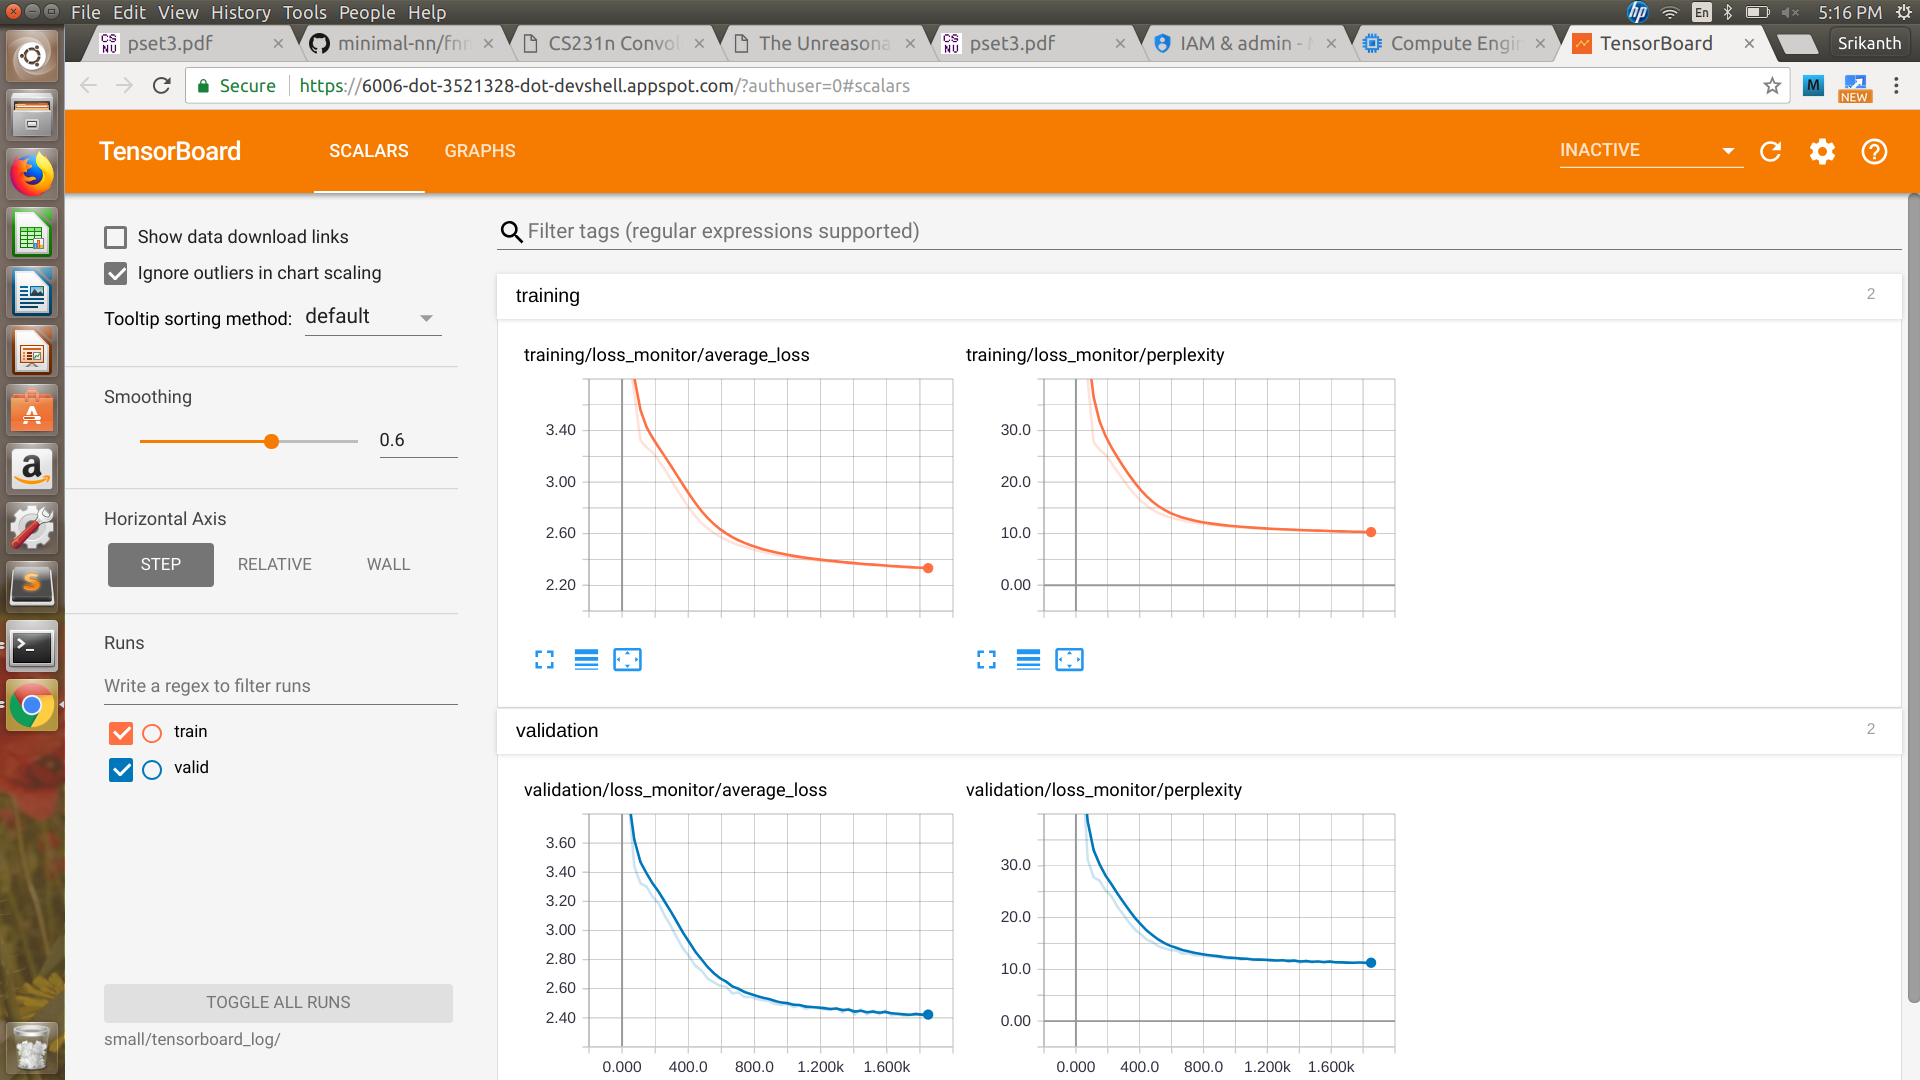 File Edit View History Tools People Help
hp En 5:16 PM
CS NU pset3.pdf minimal-nn/fnn CS231n Convol The Unreasona CS NU pset3.pdf IAM & admin - Compute Engin TensorBoard Srikanth
Secure https://6006-dot-3521328-dot-devshell.appspot.com/?authuser=0#scalars M NEW
TensorBoard SCALARS GRAPHS INACTIVE
Show data download links
Ignore outliers in chart scaling
Tooltip sorting method: default
Smoothing
0.6
Horizontal Axis
STEP RELATIVE WALL
Runs
Write a regex to filter runs
train
valid
TOGGLE ALL RUNS
small/tensorboard_log/
Filter tags (regular expressions supported)
training 2
training/loss_monitor/average_loss
3.40
3.00
2.60
2.20
training/loss_monitor/perplexity
30.0
20.0
10.0
0.00
validation 2
validation/loss_monitor/average_loss
3.60
3.40
3.20
3.00
2.80
2.60
2.40
0.000 400.0 800.0 1.200k 1.600k
validation/loss_monitor/perplexity
30.0
20.0
10.0
0.00
0.000 400.0 800.0 1.200k 1.600k